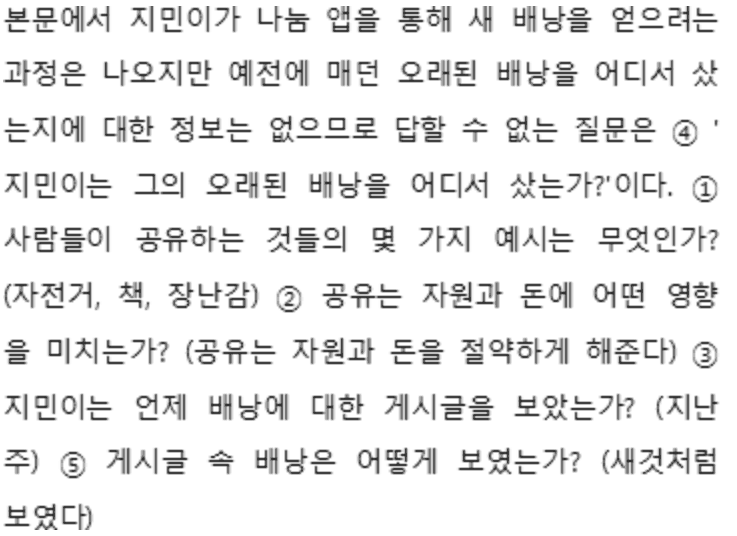 본문에서 지민이가 나눔 앱을 통해 새 배낭을 얻으려는
과정은 나오지만 예전에 매던 오래된 배낭을 어디서 샀
는지에 대한 정보는 없으므로 답할 수 없는 질문은 ④ '
지민이는 그의 오래된 배낭을 어디서 샀는가?'이다. ①
사람들이 공유하는 것들의 몇 가지 예시는 무엇인가?
(자전거, 책, 장난감) ② 공유는 자원과 돈에 어떤 영향
을 미치는가? (공유는 자원과 돈을 절약하게 해준다) ③
지민이는 언제 배낭에 대한 게시글을 보았는가? (지난
주) ⑤ 게시글 속 배낭은 어떻게 보였는가? (새것처럼
보였다)